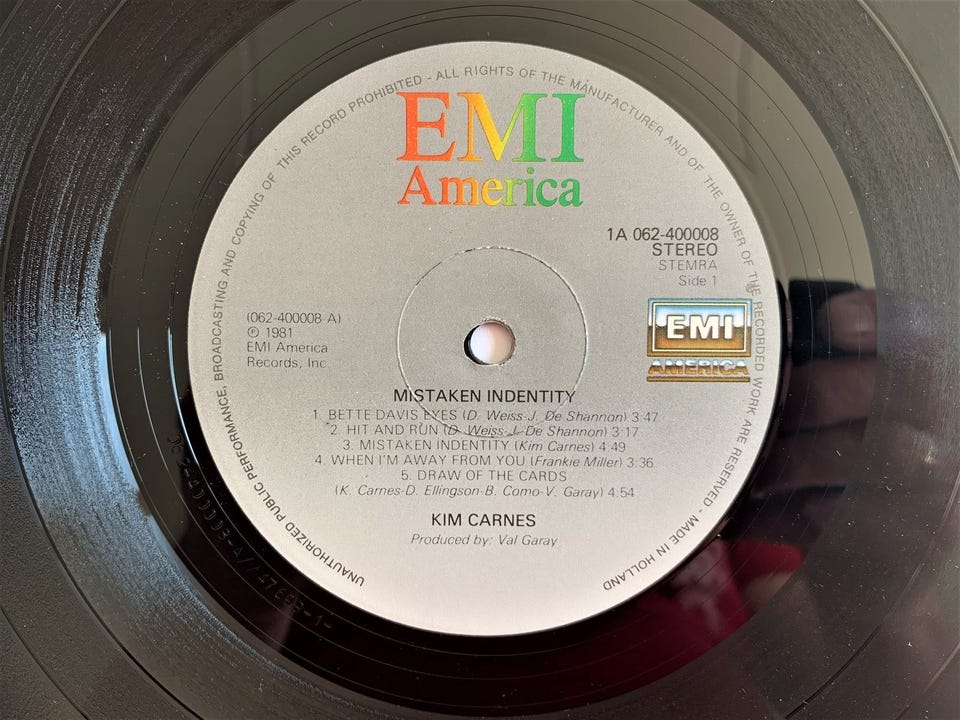 UNAUTHORIZED PUBLIC PERFORMANCE, BROADCASTING AND COPYING OF THIS RECORD PROHIBITED - ALL RIGHTS OF THE MANUFACTURER AND OF THE OWNER OF THE RECORDED WORK ARE RESERVED - MADE IN HOLLAND
EMI
America
1A 062-400008
STEREO
STEMRA
Side 1
(062-400008 A)
℗ 1981
EMI America
Records, Inc
EMI
AMERICA
MISTAKEN INDENTITY
1. BETTE DAVIS EYES (D. Weiss-J. De Shannon) 3:47
2. HIT AND RUN (D. Weiss-J. De Shannon) 3:17
3. MISTAKEN INDENTITY (Kim Carnes) 4:49
4. WHEN I'M AWAY FROM YOU (Frankie Miller) 3:36
5. DRAW OF THE CARDS
(K. Carnes-D. Ellingson-B. Como-V. Garay) 4:54
KIM CARNES
Produced by: Val Garay